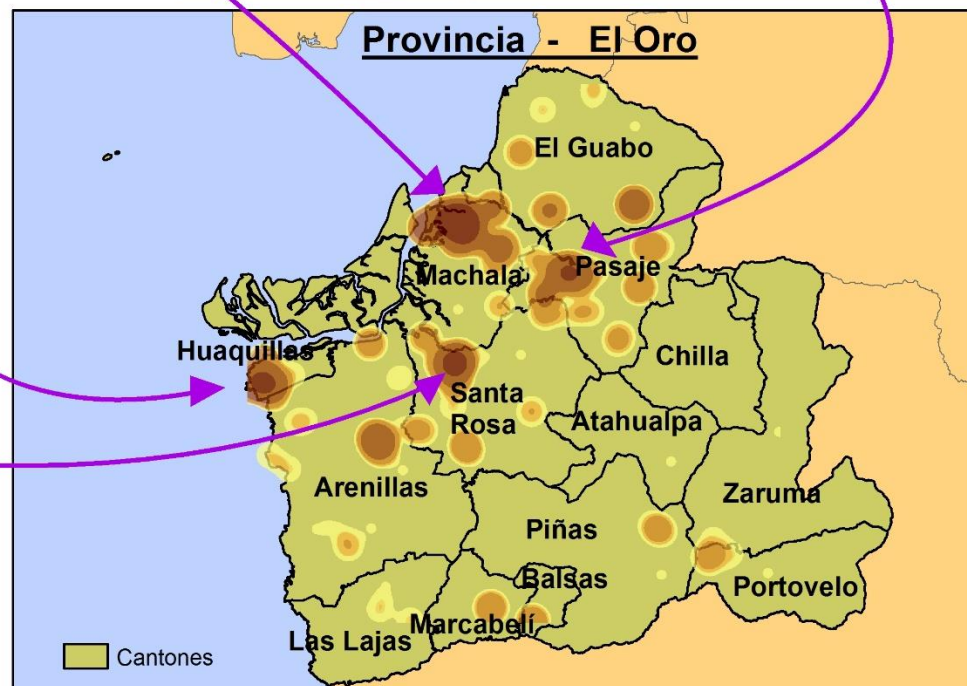 Provincia - El Oro
El Guabo
Machala
Pasaje
Huaquillas
Chilla
Santa
Rosa
Atahualpa
Arenillas
Zaruma
Piñas
Balsas
Portovelo
Marcabelí
Las Lajas
Cantones